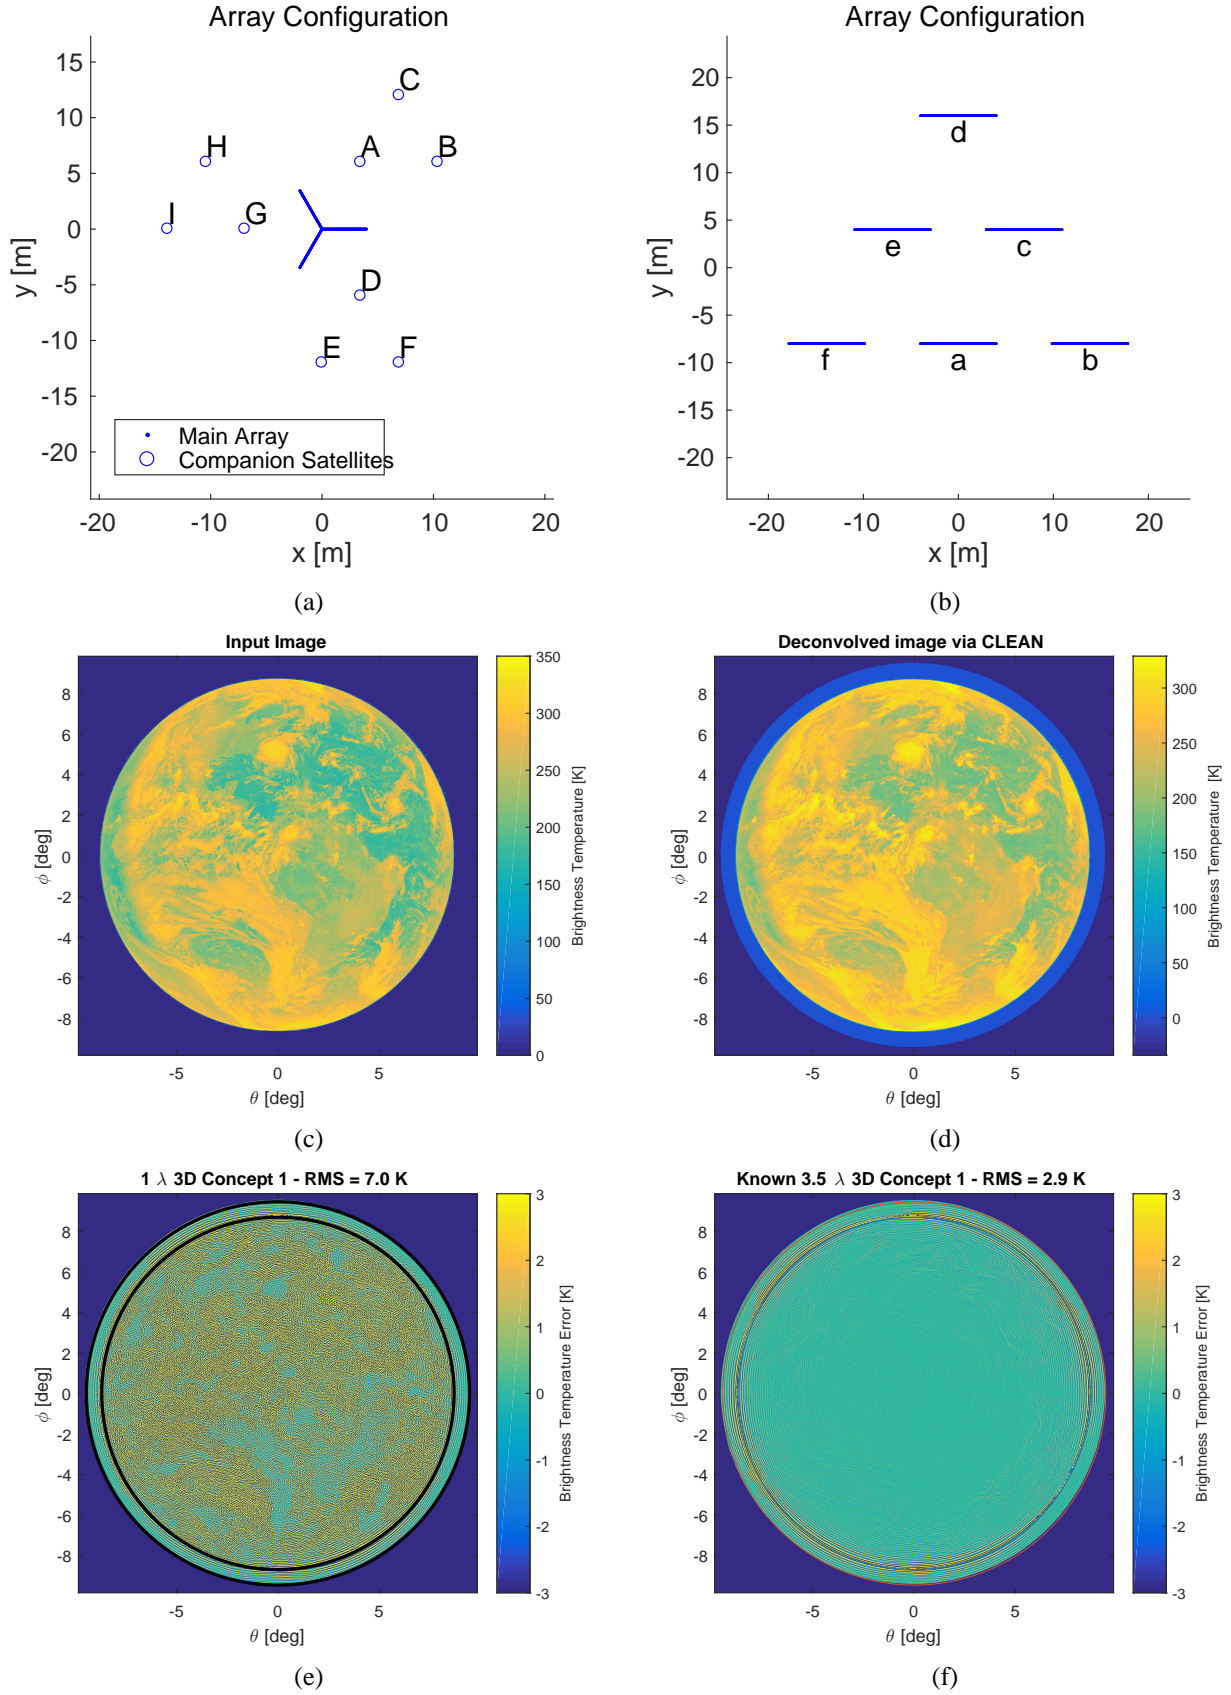 Array Configuration
15
10
5
0
-5
-10
-15
-20
y [m]
C
H
A
B
I
G
D
E
F
Main Array
Companion Satellites
-20
-10
0
10
20
x [m]
(a)
Array Configuration
20
15
10
5
0
-5
-10
-15
-20
y [m]
d
e
c
f
a
b
-20
-10
0
10
20
x [m]
(b)
Input Image
8
6
4
2
0
-2
-4
-6
-8
ϕ [deg]
-5
0
5
θ [deg]
350
300
250
200
150
100
50
0
Brightness Temperature [K]
(c)
Deconvolved image via CLEAN
8
6
4
2
0
-2
-4
-6
-8
ϕ [deg]
-5
0
5
θ [deg]
300
250
200
150
100
50
0
Brightness Temperature [K]
(d)
1 λ 3D Concept 1 - RMS = 7.0 K
8
6
4
2
0
-2
-4
-6
-8
ϕ [deg]
-5
0
5
θ [deg]
3
2
1
0
-1
-2
-3
Brightness Temperature Error [K]
(e)
Known 3.5 λ 3D Concept 1 - RMS = 2.9 K
8
6
4
2
0
-2
-4
-6
-8
ϕ [deg]
-5
0
5
θ [deg]
3
2
1
0
-1
-2
-3
Brightness Temperature Error [K]
(f)